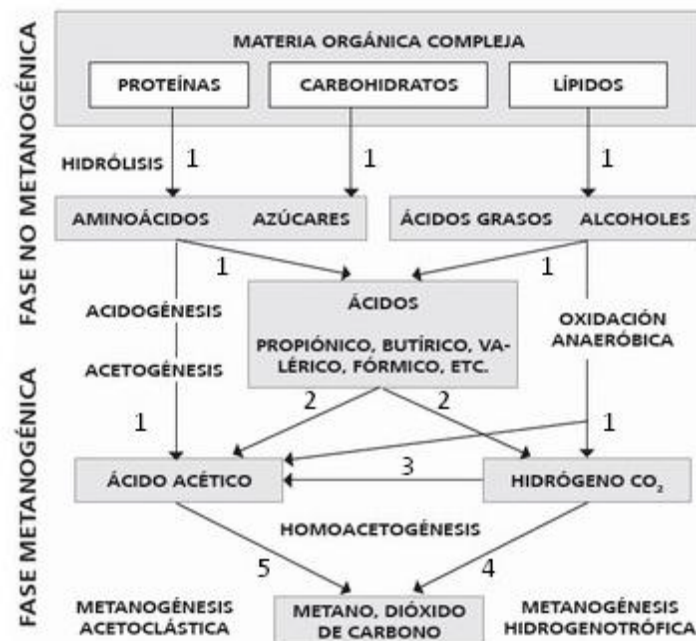 FASE NO METANOGÉNICA
MATERIA ORGÁNICA COMPLEJA
PROTEÍNAS
CARBOHIDRATOS
LÍPIDOS
HIDRÓLISIS
1
1
1
AMINOÁCIDOS
AZÚCARES
ÁCIDOS GRASOS
ALCOHOLES
1
1
ACIDOGÉNESIS
ACETOGÉNESIS
ÁCIDOS
PROPIÓNICO, BUTÍRICO, VA-
LÉRICO, FÓRMICO, ETC.
OXIDACIÓN
ANAERÓBICA
FASE METANOGÉNICA
1
2
2
1
ÁCIDO ACÉTICO
3
HIDRÓGENO CO₂
HOMOACETOGÉNESIS
5
4
METANOGÉNESIS
ACETOCLÁSTICA
METANO, DIÓXIDO
DE CARBONO
METANOGÉNESIS
HIDROGENOTRÓFICA